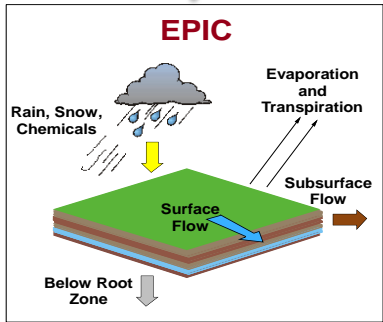 EPIC
Evaporation
and
Transpiration
Rain, Snow,
Chemicals
Subsurface
Flow
Surface
Flow
Below Root
Zone